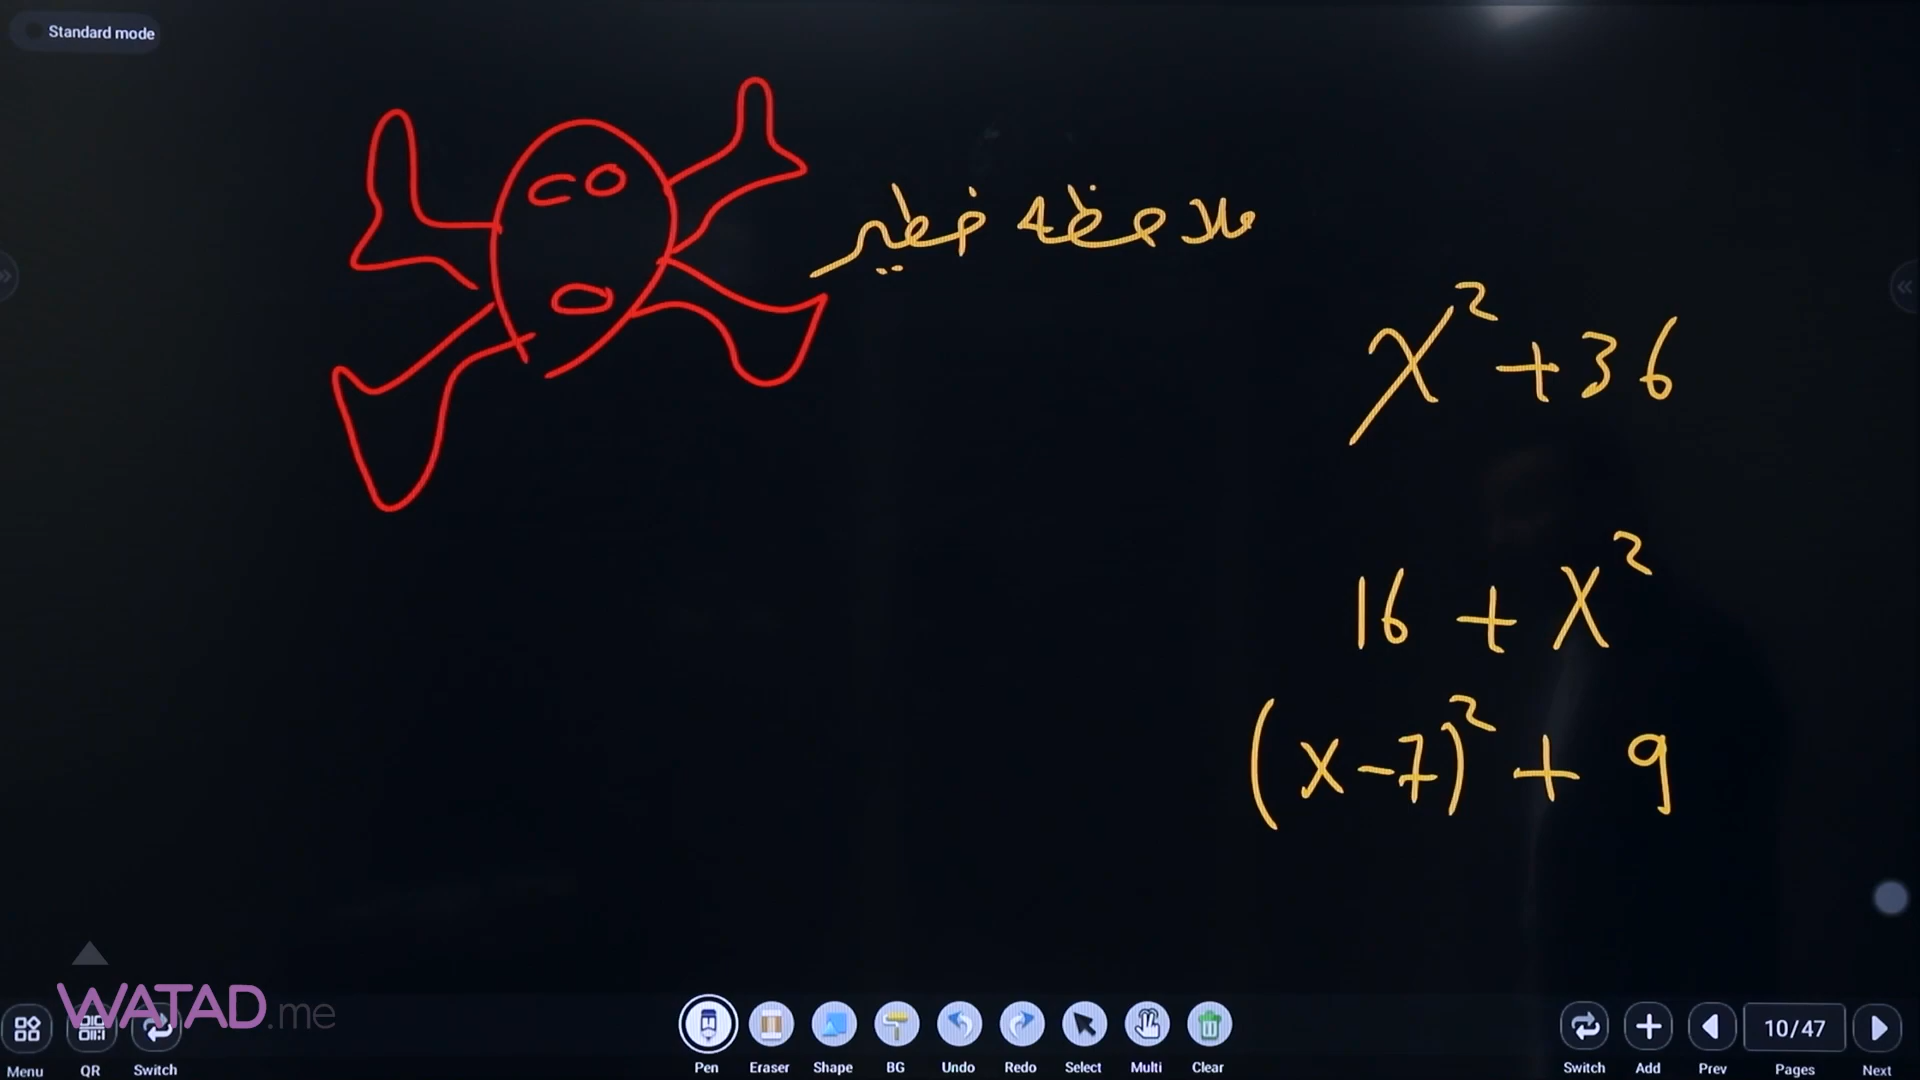 Standard mode
ملاحظه خطير
x² + 36
16 + x²
(x-7)² + 9
WATAD.me
Menu QR Switch Pen Eraser Shape BG Undo Redo Select Multi Clear Switch Add Prev 10/47 Pages Next